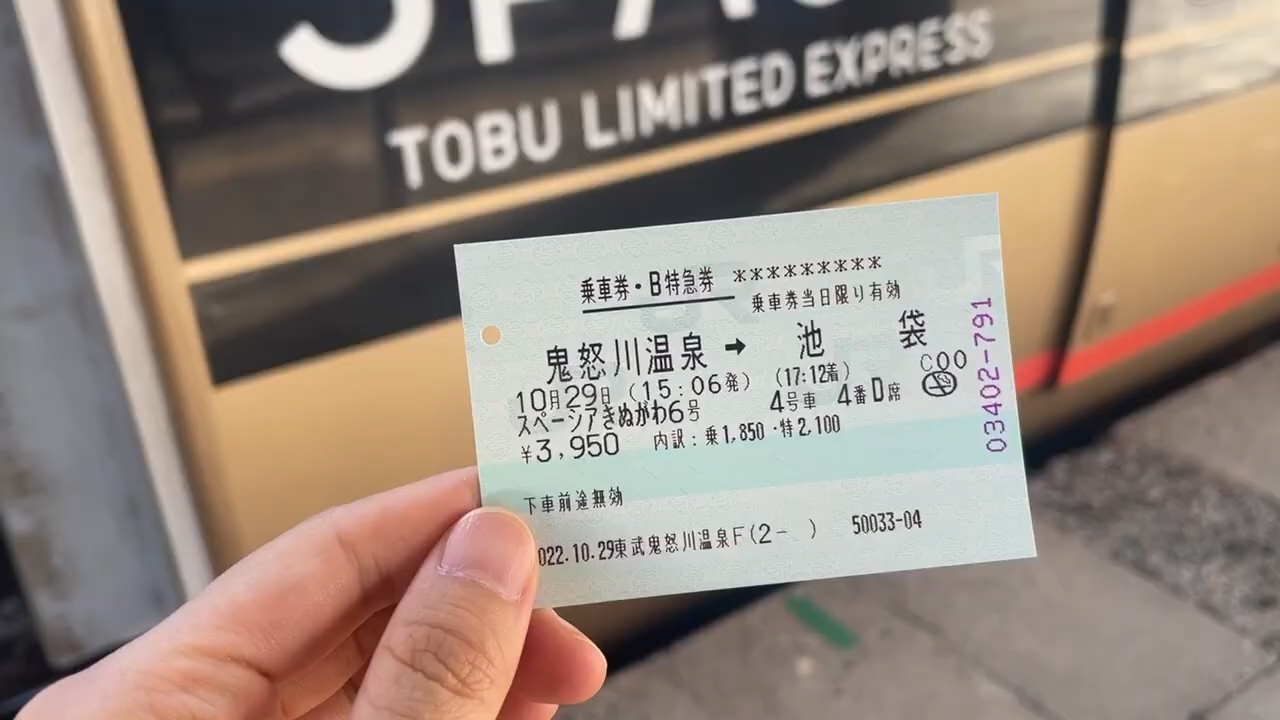 SPAC
TOBU LIMITED EXPRESS
乗車券・B特急券 *********
乗車券当日限り有効
鬼怒川温泉 ➡ 池 袋
C00
10月29日 (15:06発) (17:12着)
スペーシアきぬがわ6号 4号車 4番D席
¥3,950 内訳:乗1,850・特2,100
下車前途無効
022.10.29東武鬼怒川温泉F(2- ) 50033-04
03402-791